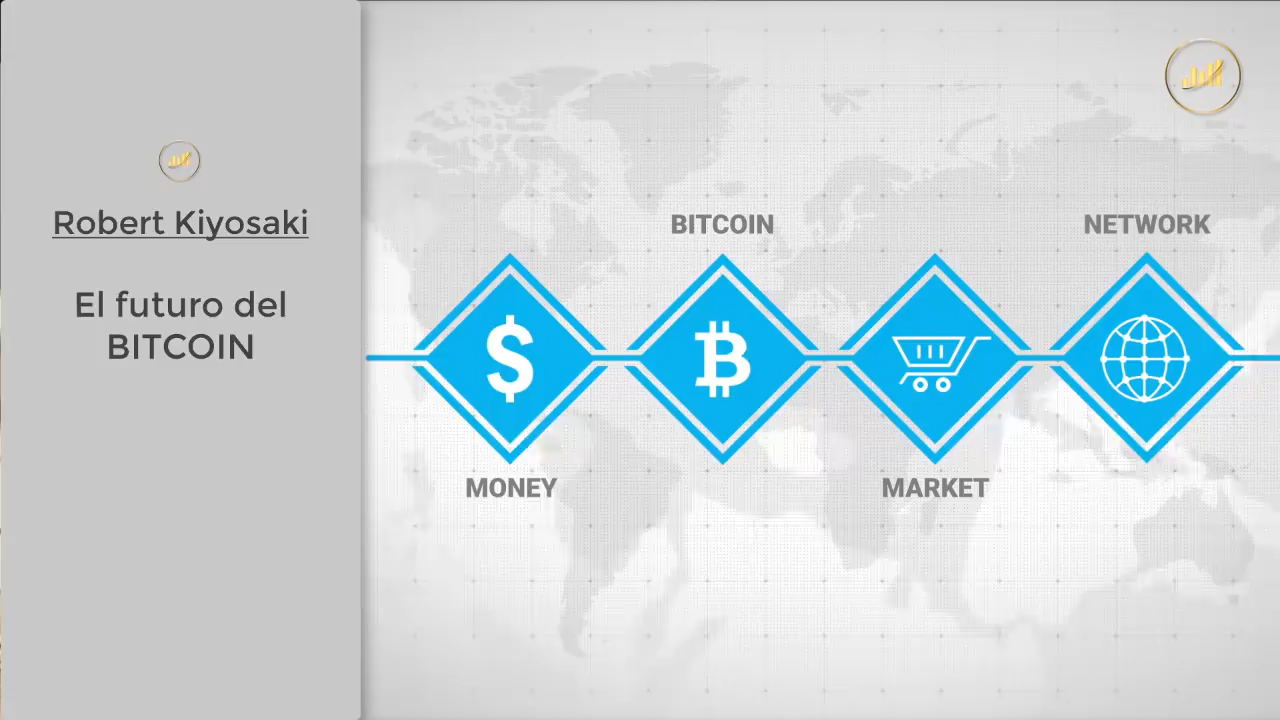 Robert Kiyosaki
El futuro del
BITCOIN
BITCOIN
NETWORK
MONEY
MARKET